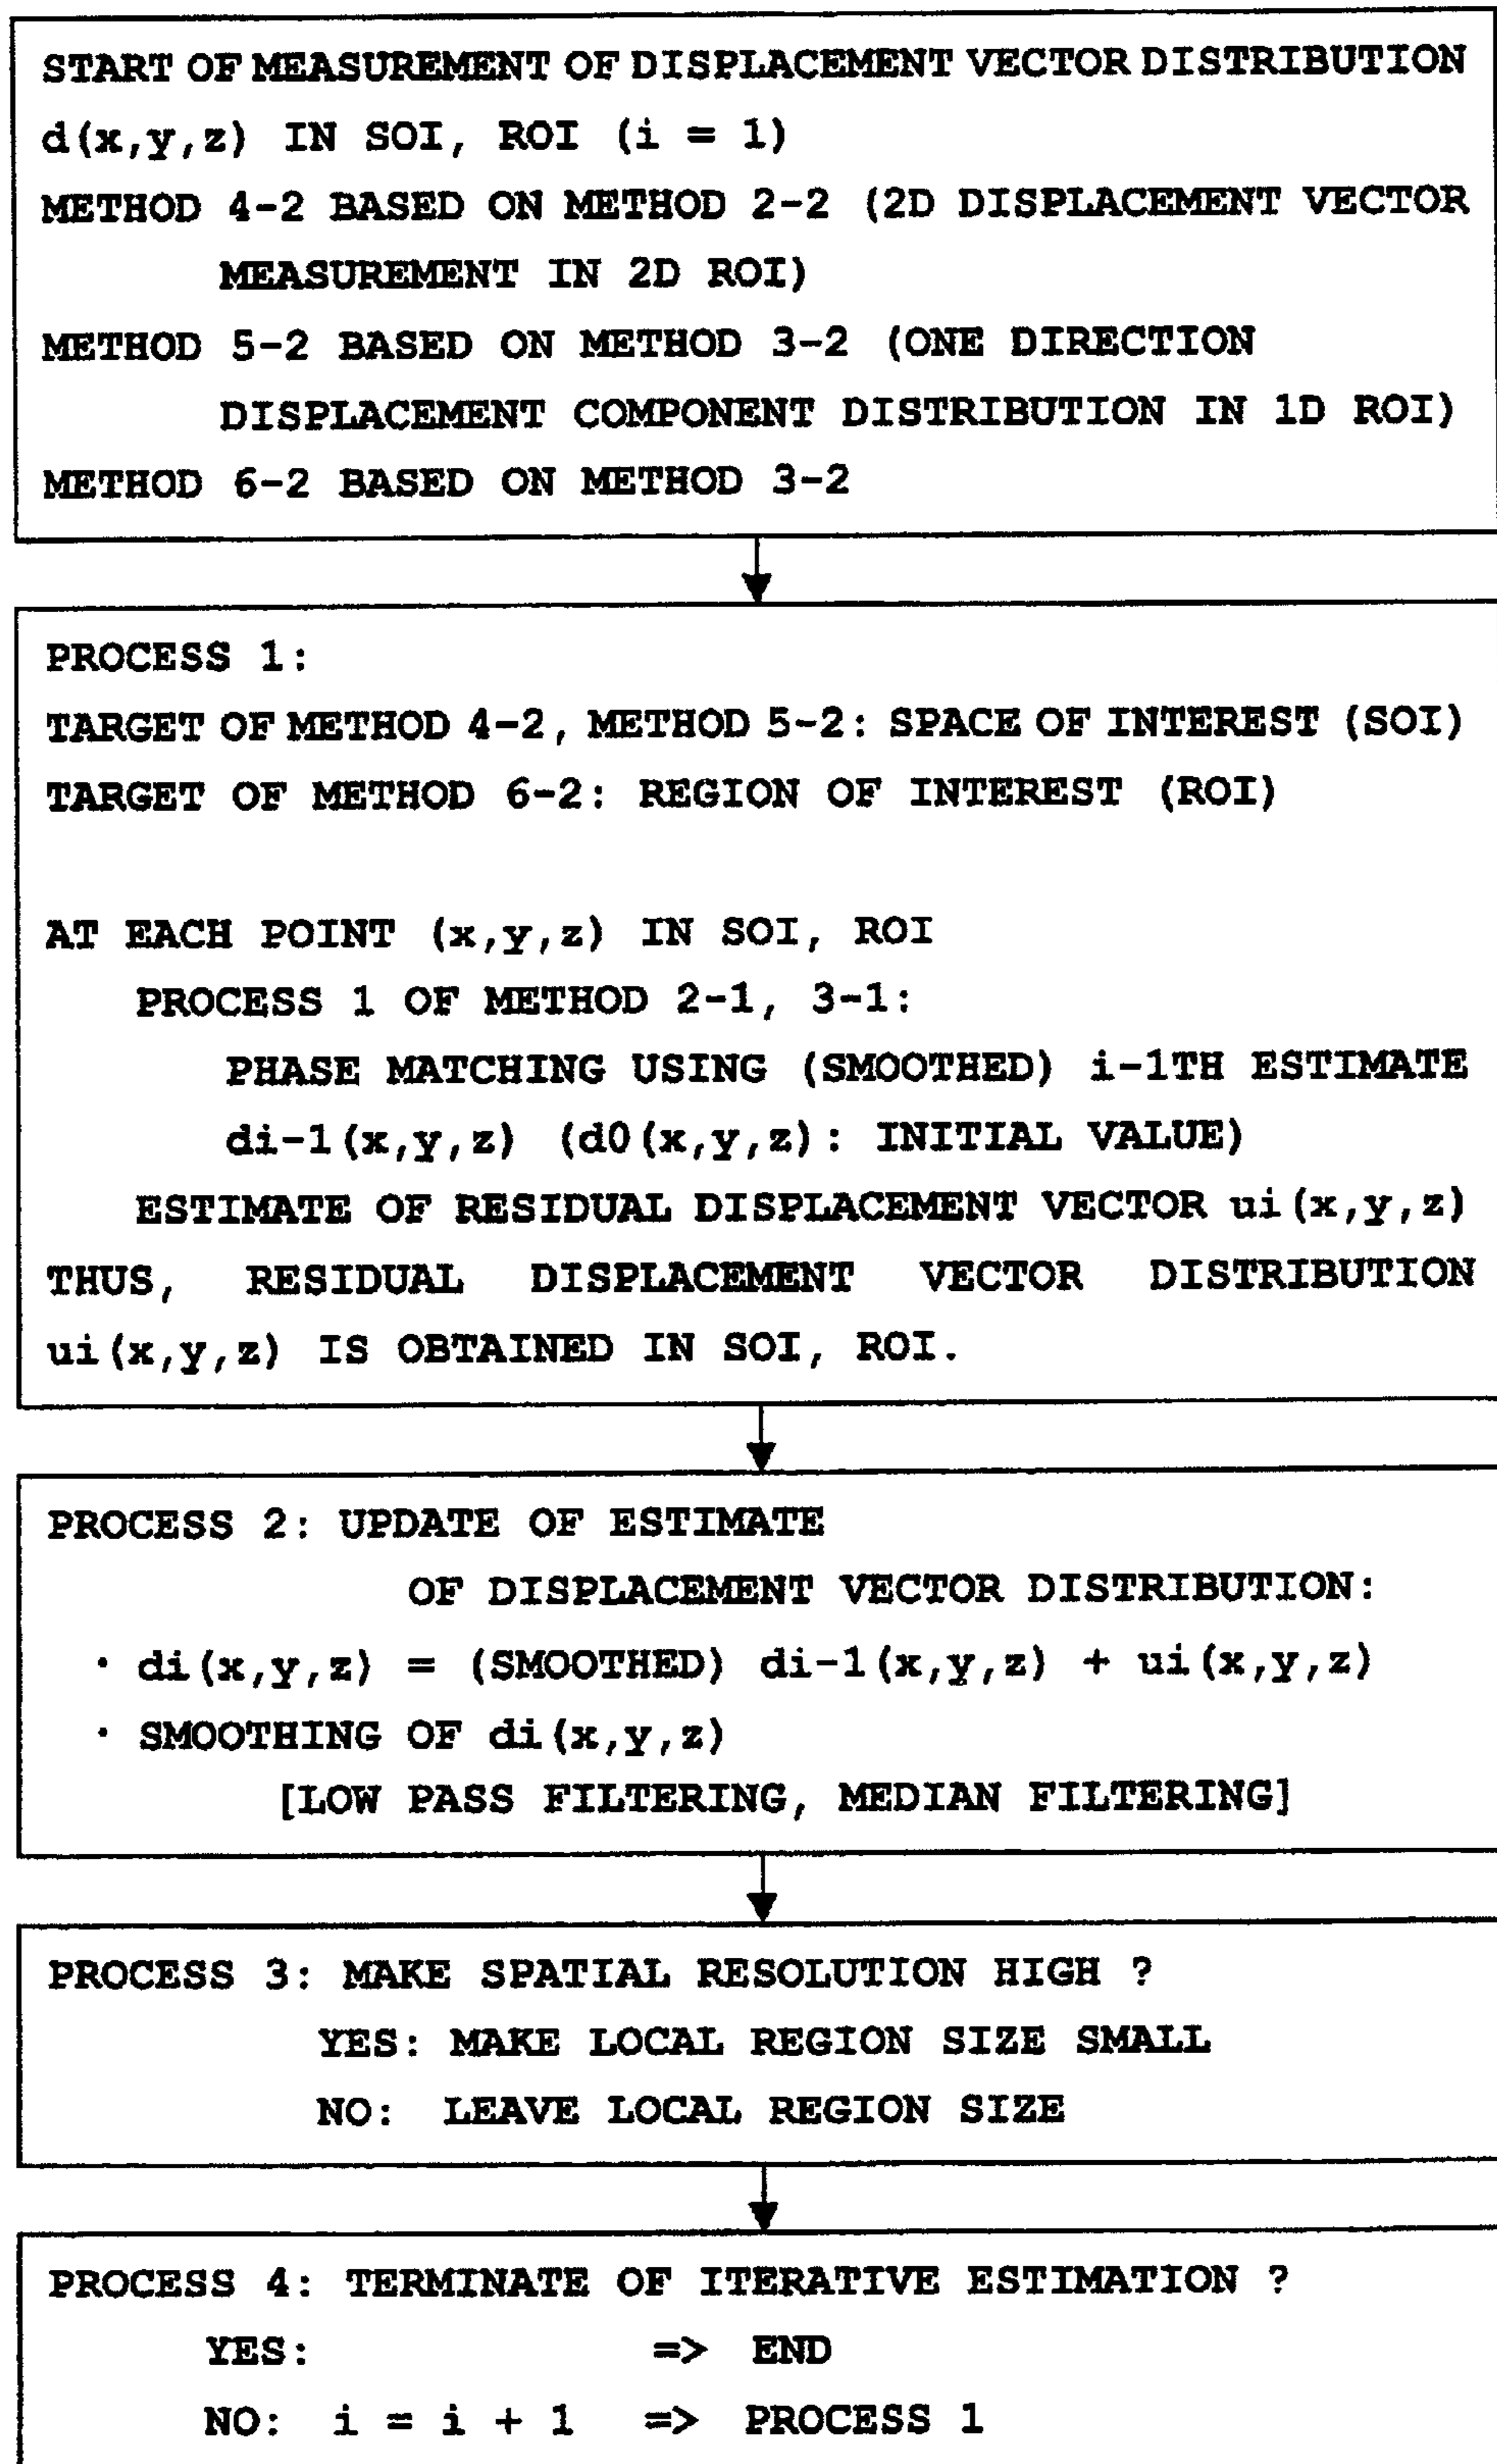 START OF MEASUREMENT OF DISPLACEMENT VECTOR DISTRIBUTION
d(x,y,z) IN SOI, ROI (i = 1)
METHOD 4-2 BASED ON METHOD 2-2 (2D DISPLACEMENT VECTOR
MEASUREMENT IN 2D ROI)
METHOD 5-2 BASED ON METHOD 3-2 (ONE DIRECTION
DISPLACEMENT COMPONENT DISTRIBUTION IN 1D ROI)
METHOD 6-2 BASED ON METHOD 3-2
PROCESS 1:
TARGET OF METHOD 4-2, METHOD 5-2: SPACE OF INTEREST (SOI)
TARGET OF METHOD 6-2: REGION OF INTEREST (ROI)
AT EACH POINT (x,y,z) IN SOI, ROI
PROCESS 1 OF METHOD 2-1, 3-1:
PHASE MATCHING USING (SMOOTHED) i-1TH ESTIMATE
di-1(x,y,z) (d0(x,y,z): INITIAL VALUE)
ESTIMATE OF RESIDUAL DISPLACEMENT VECTOR ui(x,y,z)
THUS, RESIDUAL DISPLACEMENT VECTOR DISTRIBUTION
ui(x,y,z) IS OBTAINED IN SOI, ROI.
PROCESS 2: UPDATE OF ESTIMATE
OF DISPLACEMENT VECTOR DISTRIBUTION:
· di(x,y,z) = (SMOOTHED) di-1(x,y,z) + ui(x,y,z)
· SMOOTHING OF di(x,y,z)
[LOW PASS FILTERING, MEDIAN FILTERING]
PROCESS 3: MAKE SPATIAL RESOLUTION HIGH ?
YES: MAKE LOCAL REGION SIZE SMALL
NO: LEAVE LOCAL REGION SIZE
PROCESS 4: TERMINATE OF ITERATIVE ESTIMATION ?
YES: => END
NO: i = i + 1 => PROCESS 1